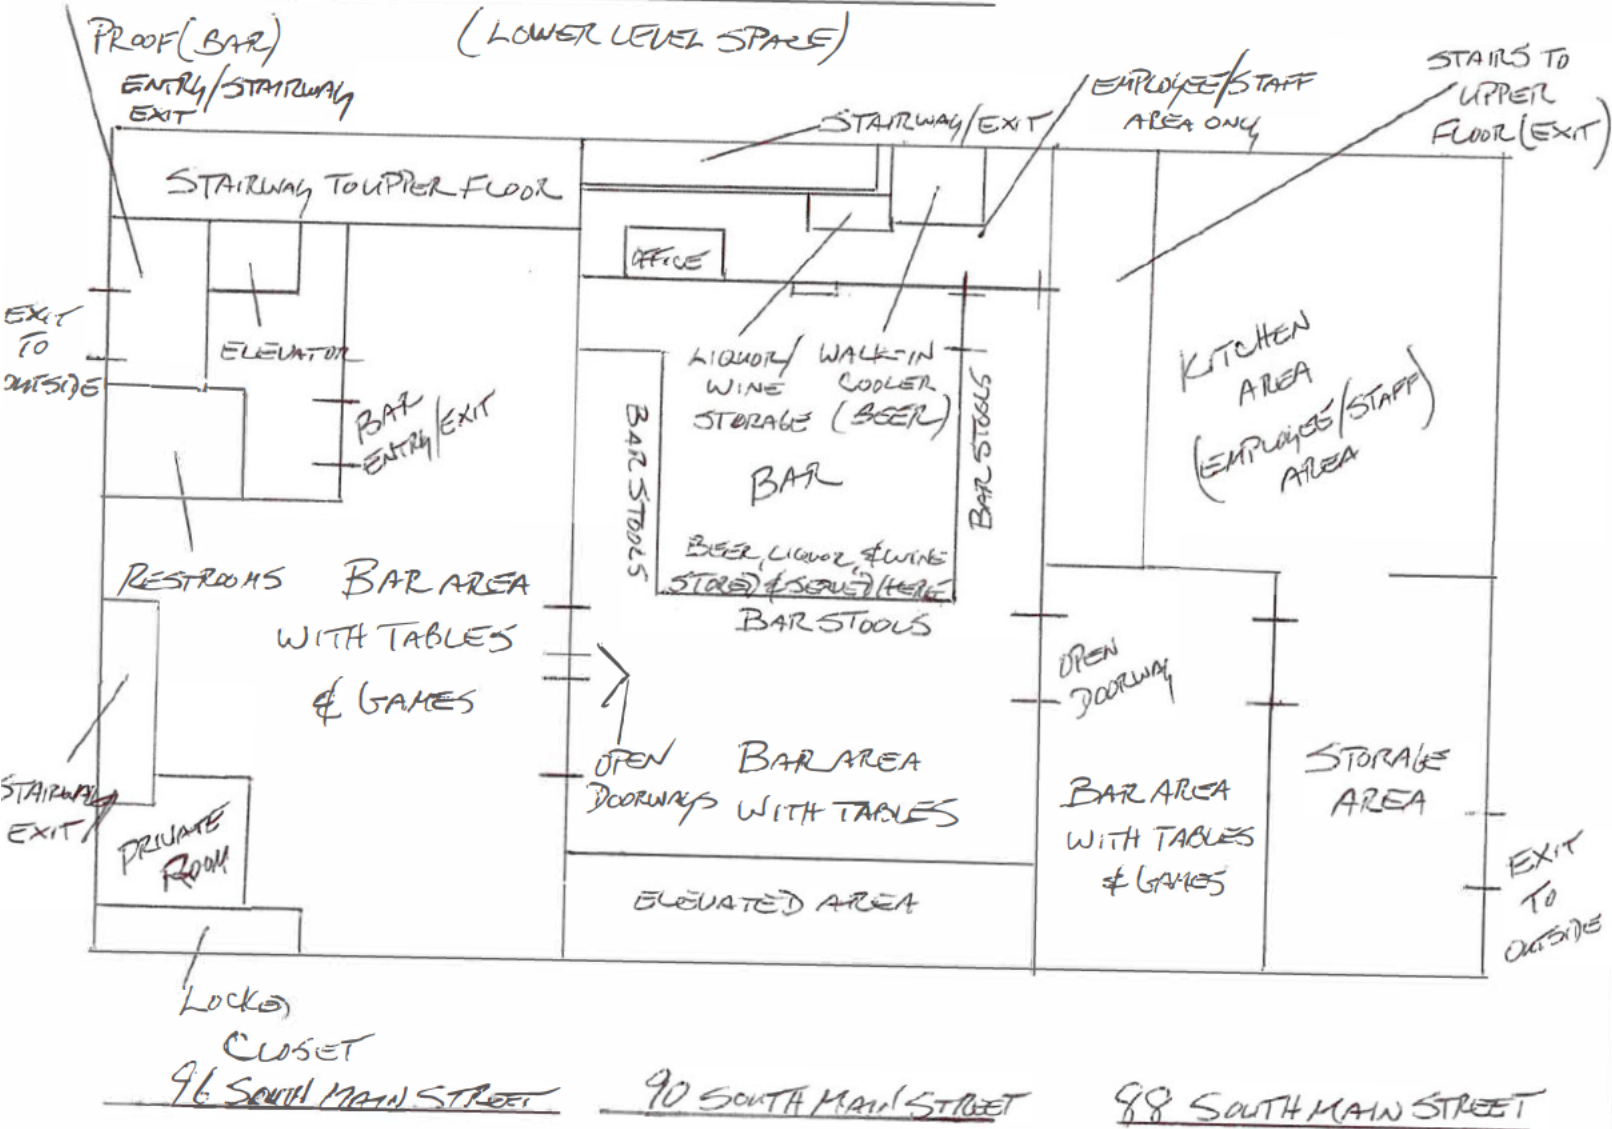 (LOWER LEVEL SPACE)
PROOF (BAR)
ENTRY/STAIRWAY
EXIT
STAIRWAY/EXIT
EMPLOYEE/STAFF
AREA ONLY
STAIRS TO
UPPER
FLOOR (EXIT)
STAIRWAY TO UPPER FLOOR
OFFICE
EXIT
TO
OUTSIDE
ELEVATOR
BAR
ENTRY/EXIT
LIQUOR/
WINE
STORAGE
WALK-IN
COOLER
(BEER)
BAR STOOLS
BAR STOOLS
BAR
BEER, LIQUOR, & WINE
STORED & SERVED HERE
BAR STOOLS
KITCHEN
AREA
(EMPLOYEE/STAFF)
AREA
RESTROOMS
BAR AREA
WITH TABLES
& GAMES
OPEN
DOORWAYS
BAR AREA
WITH TABLES
OPEN
DOORWAY
BAR AREA
WITH TABLES
& GAMES
STORAGE
AREA
EXIT
TO
OUTSIDE
STAIRWAY
EXIT
PRIVATE
ROOM
ELEVATED AREA
LOCKED
CLOSET
96 SOUTH MAIN STREET
90 SOUTH MAIN STREET
88 SOUTH MAIN STREET